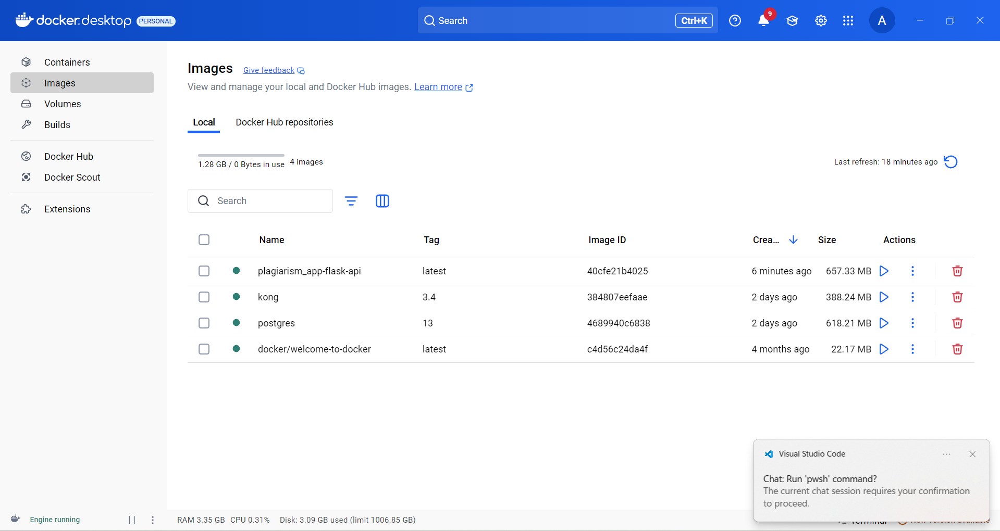 docker.desktop PERSONAL
Search Ctrl+K
9
A
Containers
Images
Volumes
Builds
Docker Hub
Docker Scout
Extensions
Images Give feedback
View and manage your local and Docker Hub images. Learn more
Local Docker Hub repositories
1.28 GB / 0 Bytes in use 4 images
Last refresh: 18 minutes ago
Search
Name Tag Image ID Crea... Size Actions
plagiarism_app-flask-api latest 40cfe21b4025 6 minutes ago 657.33 MB
kong 3.4 384807eefaae 2 days ago 388.24 MB
postgres 13 4689940c6838 2 days ago 618.21 MB
docker/welcome-to-docker latest c4d56c24da4f 4 months ago 22.17 MB
Visual Studio Code
Chat: Run 'pwsh' command?
The current chat session requires your confirmation
to proceed.
Engine running
RAM 3.35 GB CPU 0.31% Disk: 3.09 GB used (limit 1006.85 GB)
Terminal
New version available